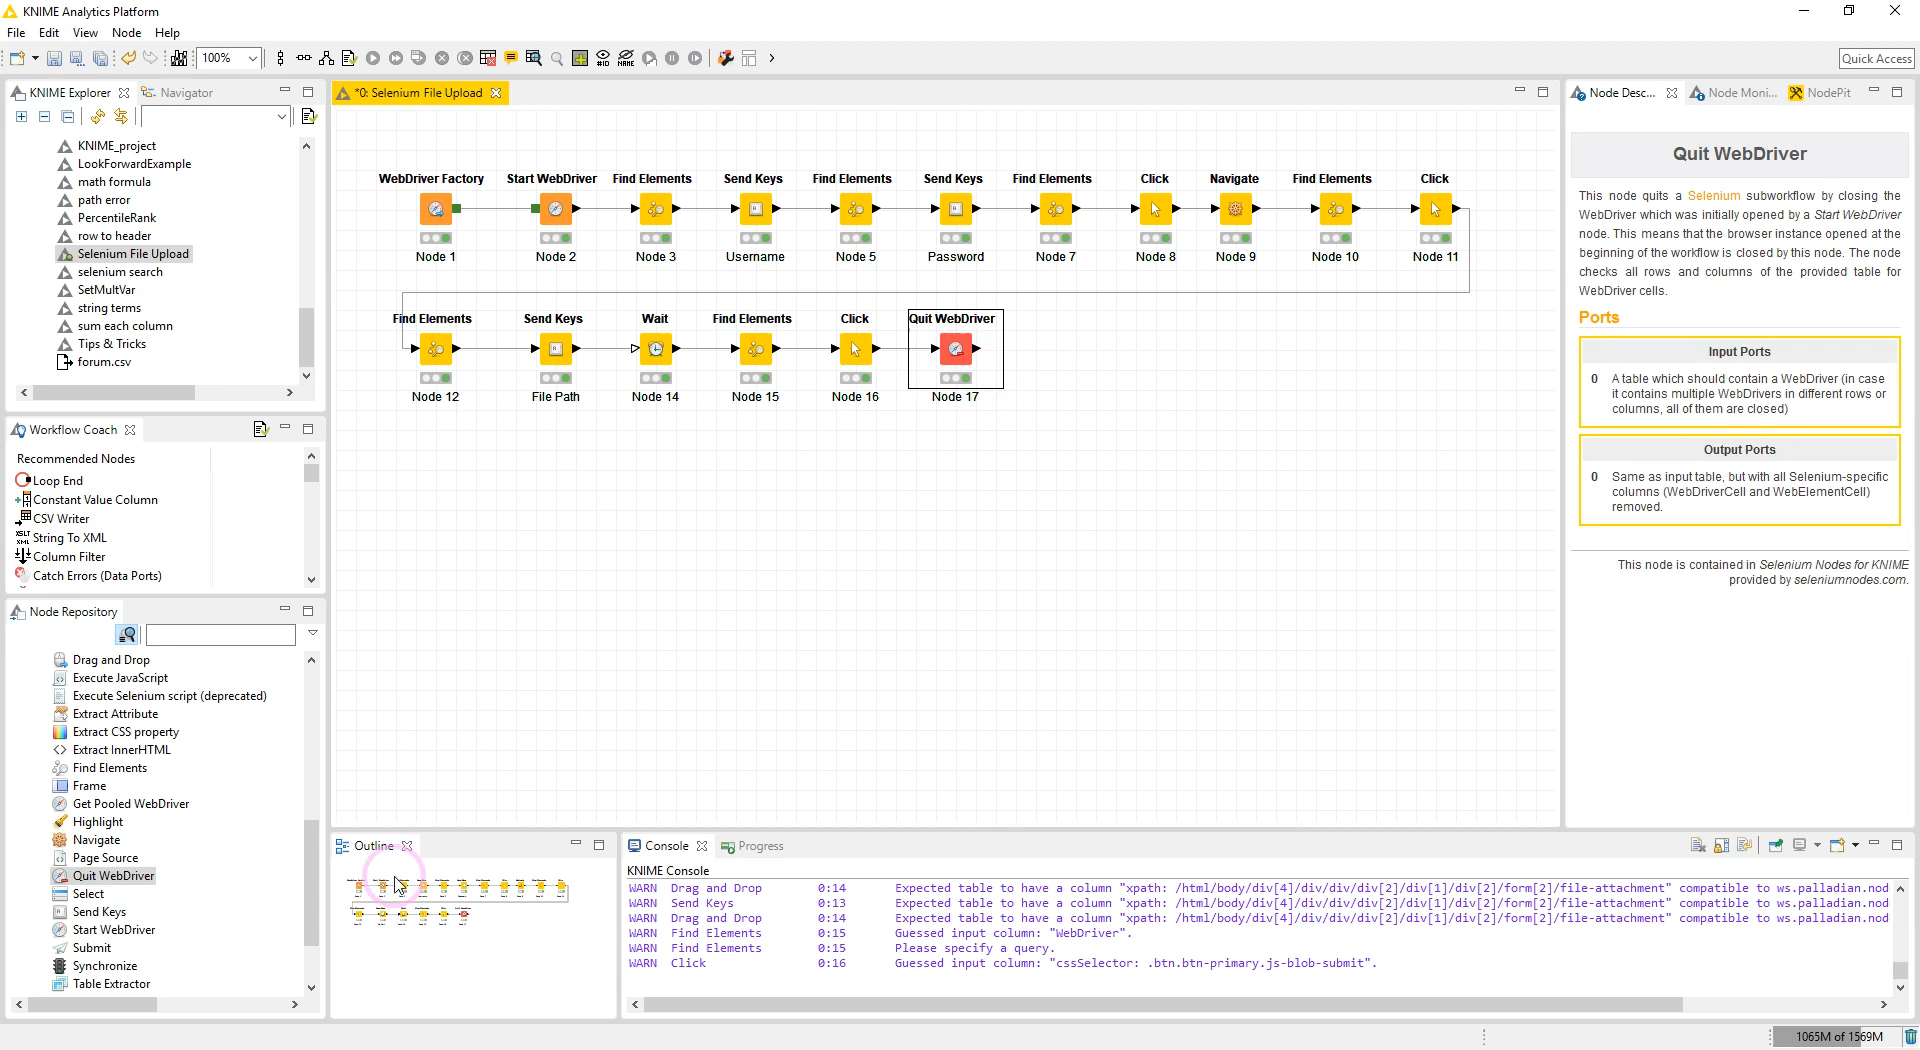 KNIME Analytics Platform
File Edit View Node Help
100%
Quick Access
KNIME Explorer
Navigator
KNIME_project
LookForwardExample
math formula
path error
PercentileRank
row to header
Selenium File Upload
selenium search
SetMultVar
string terms
sum each column
Tips & Tricks
forum.csv
Workflow Coach
Recommended Nodes
Loop End
Constant Value Column
CSV Writer
String To XML
Column Filter
Catch Errors (Data Ports)
Node Repository
Drag and Drop
Execute JavaScript
Execute Selenium script (deprecated)
Extract Attribute
Extract CSS property
Extract InnerHTML
Find Elements
Frame
Get Pooled WebDriver
Highlight
Navigate
Page Source
Quit WebDriver
Select
Send Keys
Start WebDriver
Submit
Synchronize
Table Extractor
*0: Selenium File Upload
WebDriver Factory Start WebDriver Find Elements Send Keys Find Elements Send Keys Find Elements Click Navigate Find Elements Click
Node 1 Node 2 Node 3 Username Node 5 Password Node 7 Node 8 Node 9 Node 10 Node 11
Find Elements Send Keys Wait Find Elements Click Quit WebDriver
Node 12 File Path Node 14 Node 15 Node 16 Node 17
Outline
Console
Progress
KNIME Console
WARN Drag and Drop 0:14 Expected table to have a column "xpath: /html/body/div[4]/div/div/div[2]/div[1]/div[2]/form[2]/file-attachment" compatible to ws.palladian.nod
WARN Send Keys 0:13 Expected table to have a column "xpath: /html/body/div[4]/div/div/div[2]/div[1]/div[2]/form[2]/file-attachment" compatible to ws.palladian.nod
WARN Drag and Drop 0:14 Expected table to have a column "xpath: /html/body/div[4]/div/div/div[2]/div[1]/div[2]/form[2]/file-attachment" compatible to ws.palladian.nod
WARN Find Elements 0:15 Guessed input column: "WebDriver".
WARN Find Elements 0:15 Please specify a query.
WARN Click 0:16 Guessed input column: "cssSelector: .btn.btn-primary.js-blob-submit".
Node Desc...
Node Moni...
NodePit
Quit WebDriver
This node quits a Selenium subworkflow by closing the
WebDriver which was initially opened by a Start WebDriver
node. This means that the browser instance opened at the
beginning of the workflow is closed by this node. The node
checks all rows and columns of the provided table for
WebDriver cells.
Ports
Input Ports
0 A table which should contain a WebDriver (in case
it contains multiple WebDrivers in different rows or
columns, all of them are closed)
Output Ports
0 Same as input table, but with all Selenium-specific
columns (WebDriverCell and WebElementCell)
removed.
This node is contained in Selenium Nodes for KNIME
provided by seleniumnodes.com.
1065M of 1569M